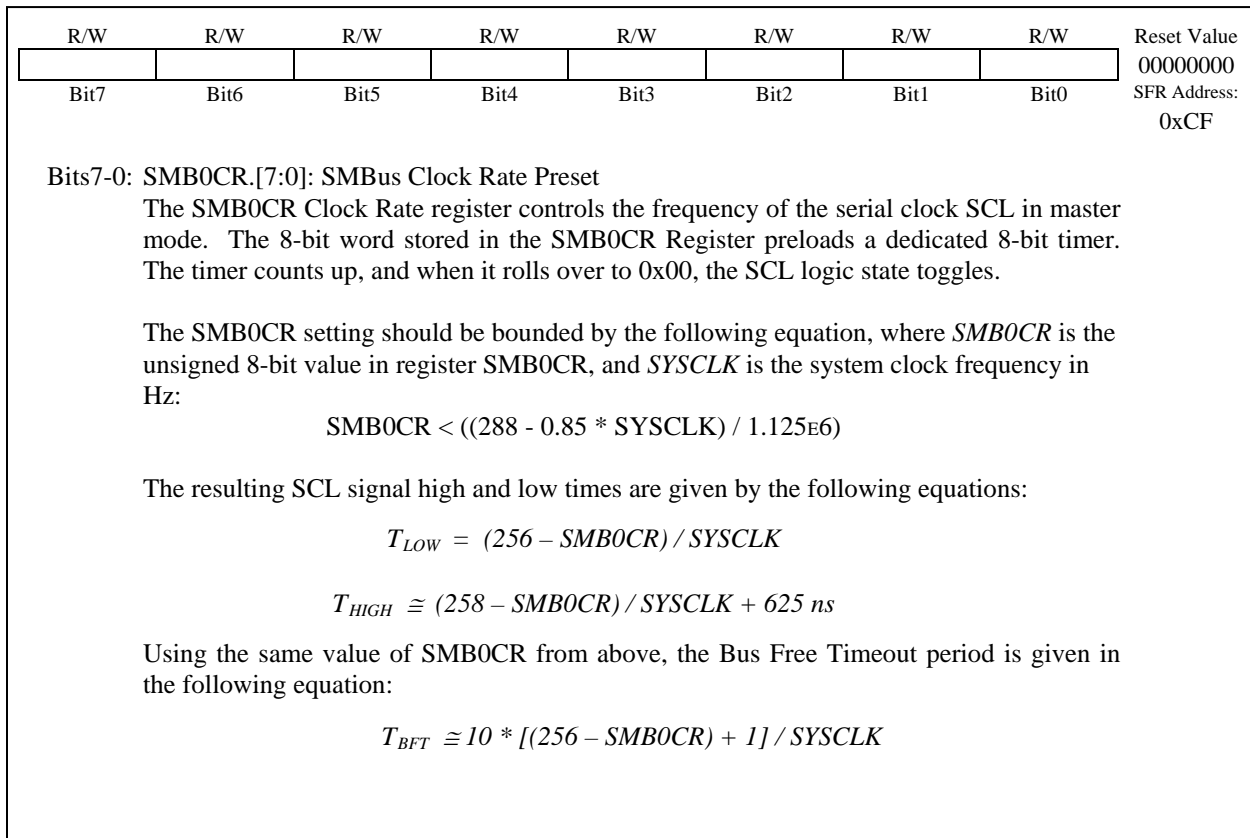 R/W R/W R/W R/W R/W R/W R/W R/W Reset Value
00000000
Bit7 Bit6 Bit5 Bit4 Bit3 Bit2 Bit1 Bit0 SFR Address:
0xCF
Bits7-0: SMB0CR.[7:0]: SMBus Clock Rate Preset
The SMB0CR Clock Rate register controls the frequency of the serial clock SCL in master
mode. The 8-bit word stored in the SMB0CR Register preloads a dedicated 8-bit timer.
The timer counts up, and when it rolls over to 0x00, the SCL logic state toggles.
The SMB0CR setting should be bounded by the following equation, where SMB0CR is the
unsigned 8-bit value in register SMB0CR, and SYSCLK is the system clock frequency in
Hz:
SMB0CR < ((288 - 0.85 * SYSCLK) / 1.125E6)
The resulting SCL signal high and low times are given by the following equations:
TLOW = (256 – SMB0CR) / SYSCLK
THIGH ≅ (258 – SMB0CR) / SYSCLK + 625 ns
Using the same value of SMB0CR from above, the Bus Free Timeout period is given in
the following equation:
TBFT ≅ 10 * [(256 – SMB0CR) + 1] / SYSCLK